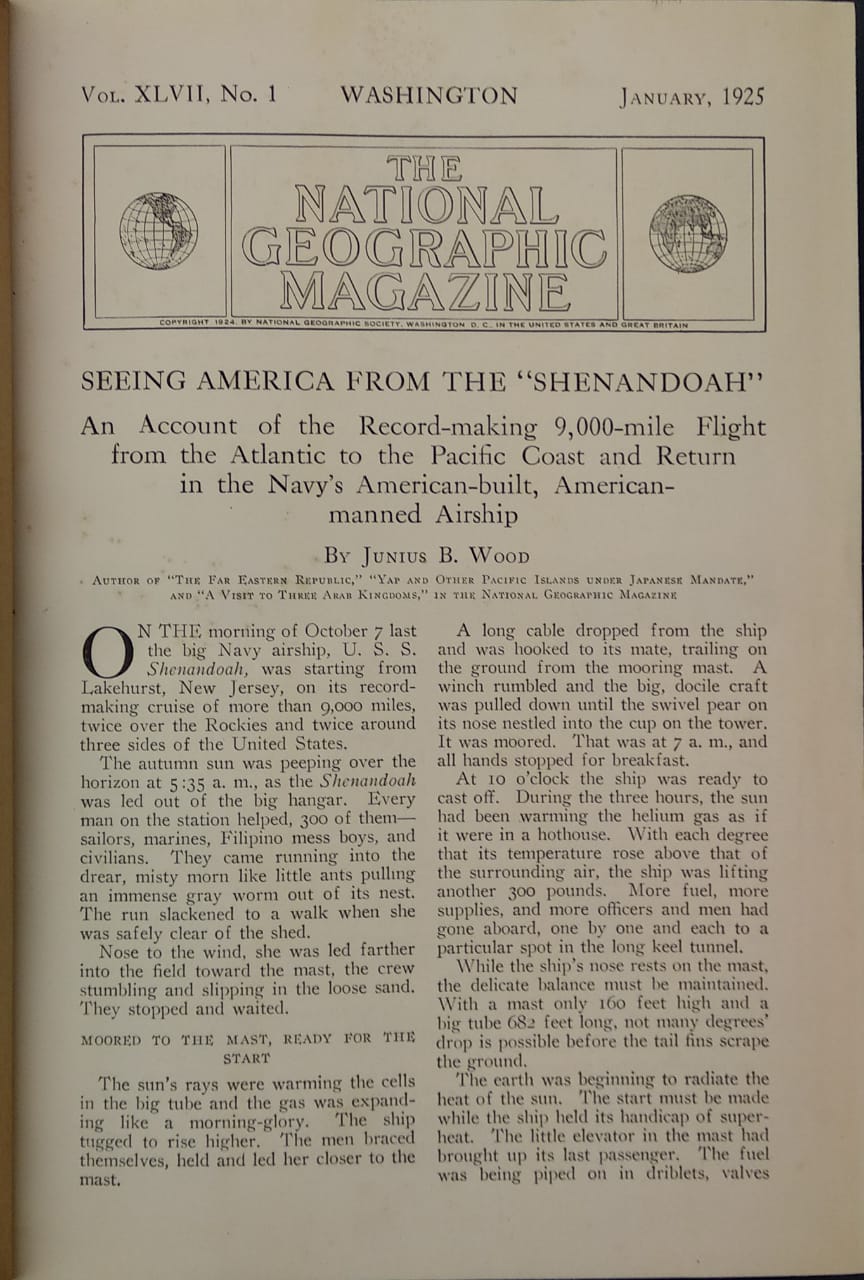 VOL. XLVII, No. 1 WASHINGTON JANUARY, 1925
THE
NATIONAL
GEOGRAPHIC
MAGAZINE
COPYRIGHT 1924, BY NATIONAL GEOGRAPHIC SOCIETY, WASHINGTON D. C., IN THE UNITED STATES AND GREAT BRITAIN
SEEING AMERICA FROM THE “SHENANDOAH”
An Account of the Record-making 9,000-mile Flight
from the Atlantic to the Pacific Coast and Return
in the Navy’s American-built, American-
manned Airship
BY JUNIUS B. WOOD
AUTHOR OF “THE FAR EASTERN REPUBLIC,” “YAP AND OTHER PACIFIC ISLANDS UNDER JAPANESE MANDATE,”
AND “A VISIT TO THREE ARAB KINGDOMS,” IN THE NATIONAL GEOGRAPHIC MAGAZINE
ON THE morning of October 7 last
the big Navy airship, U. S. S.
Shenandoah, was starting from
Lakehurst, New Jersey, on its record-
making cruise of more than 9,000 miles,
twice over the Rockies and twice around
three sides of the United States.
The autumn sun was peeping over the
horizon at 5:35 a. m., as the Shenandoah
was led out of the big hangar. Every
man on the station helped, 300 of them—
sailors, marines, Filipino mess boys, and
civilians. They came running into the
drear, misty morn like little ants pulling
an immense gray worm out of its nest.
The run slackened to a walk when she
was safely clear of the shed.
Nose to the wind, she was led farther
into the field toward the mast, the crew
stumbling and slipping in the loose sand.
They stopped and waited.
MOORED TO THE MAST, READY FOR THE
START
The sun’s rays were warming the cells
in the big tube and the gas was expand-
ing like a morning-glory. The ship
tugged to rise higher. The men braced
themselves, held and led her closer to the
mast.
A long cable dropped from the ship
and was hooked to its mate, trailing on
the ground from the mooring mast. A
winch rumbled and the big, docile craft
was pulled down until the swivel pear on
its nose nestled into the cup on the tower.
It was moored. That was at 7 a. m., and
all hands stopped for breakfast.
At 10 o’clock the ship was ready to
cast off. During the three hours, the sun
had been warming the helium gas as if
it were in a hothouse. With each degree
that its temperature rose above that of
the surrounding air, the ship was lifting
another 300 pounds. More fuel, more
supplies, and more officers and men had
gone aboard, one by one and each to a
particular spot in the long keel tunnel.
While the ship’s nose rests on the mast,
the delicate balance must be maintained.
With a mast only 160 feet high and a
big tube 682 feet long, not many degrees’
drop is possible before the tail fins scrape
the ground.
The earth was beginning to radiate the
heat of the sun. The start must be made
while the ship held its handicap of super-
heat. The little elevator in the mast had
brought up its last passenger. The fuel
was being piped on in driblets, valves